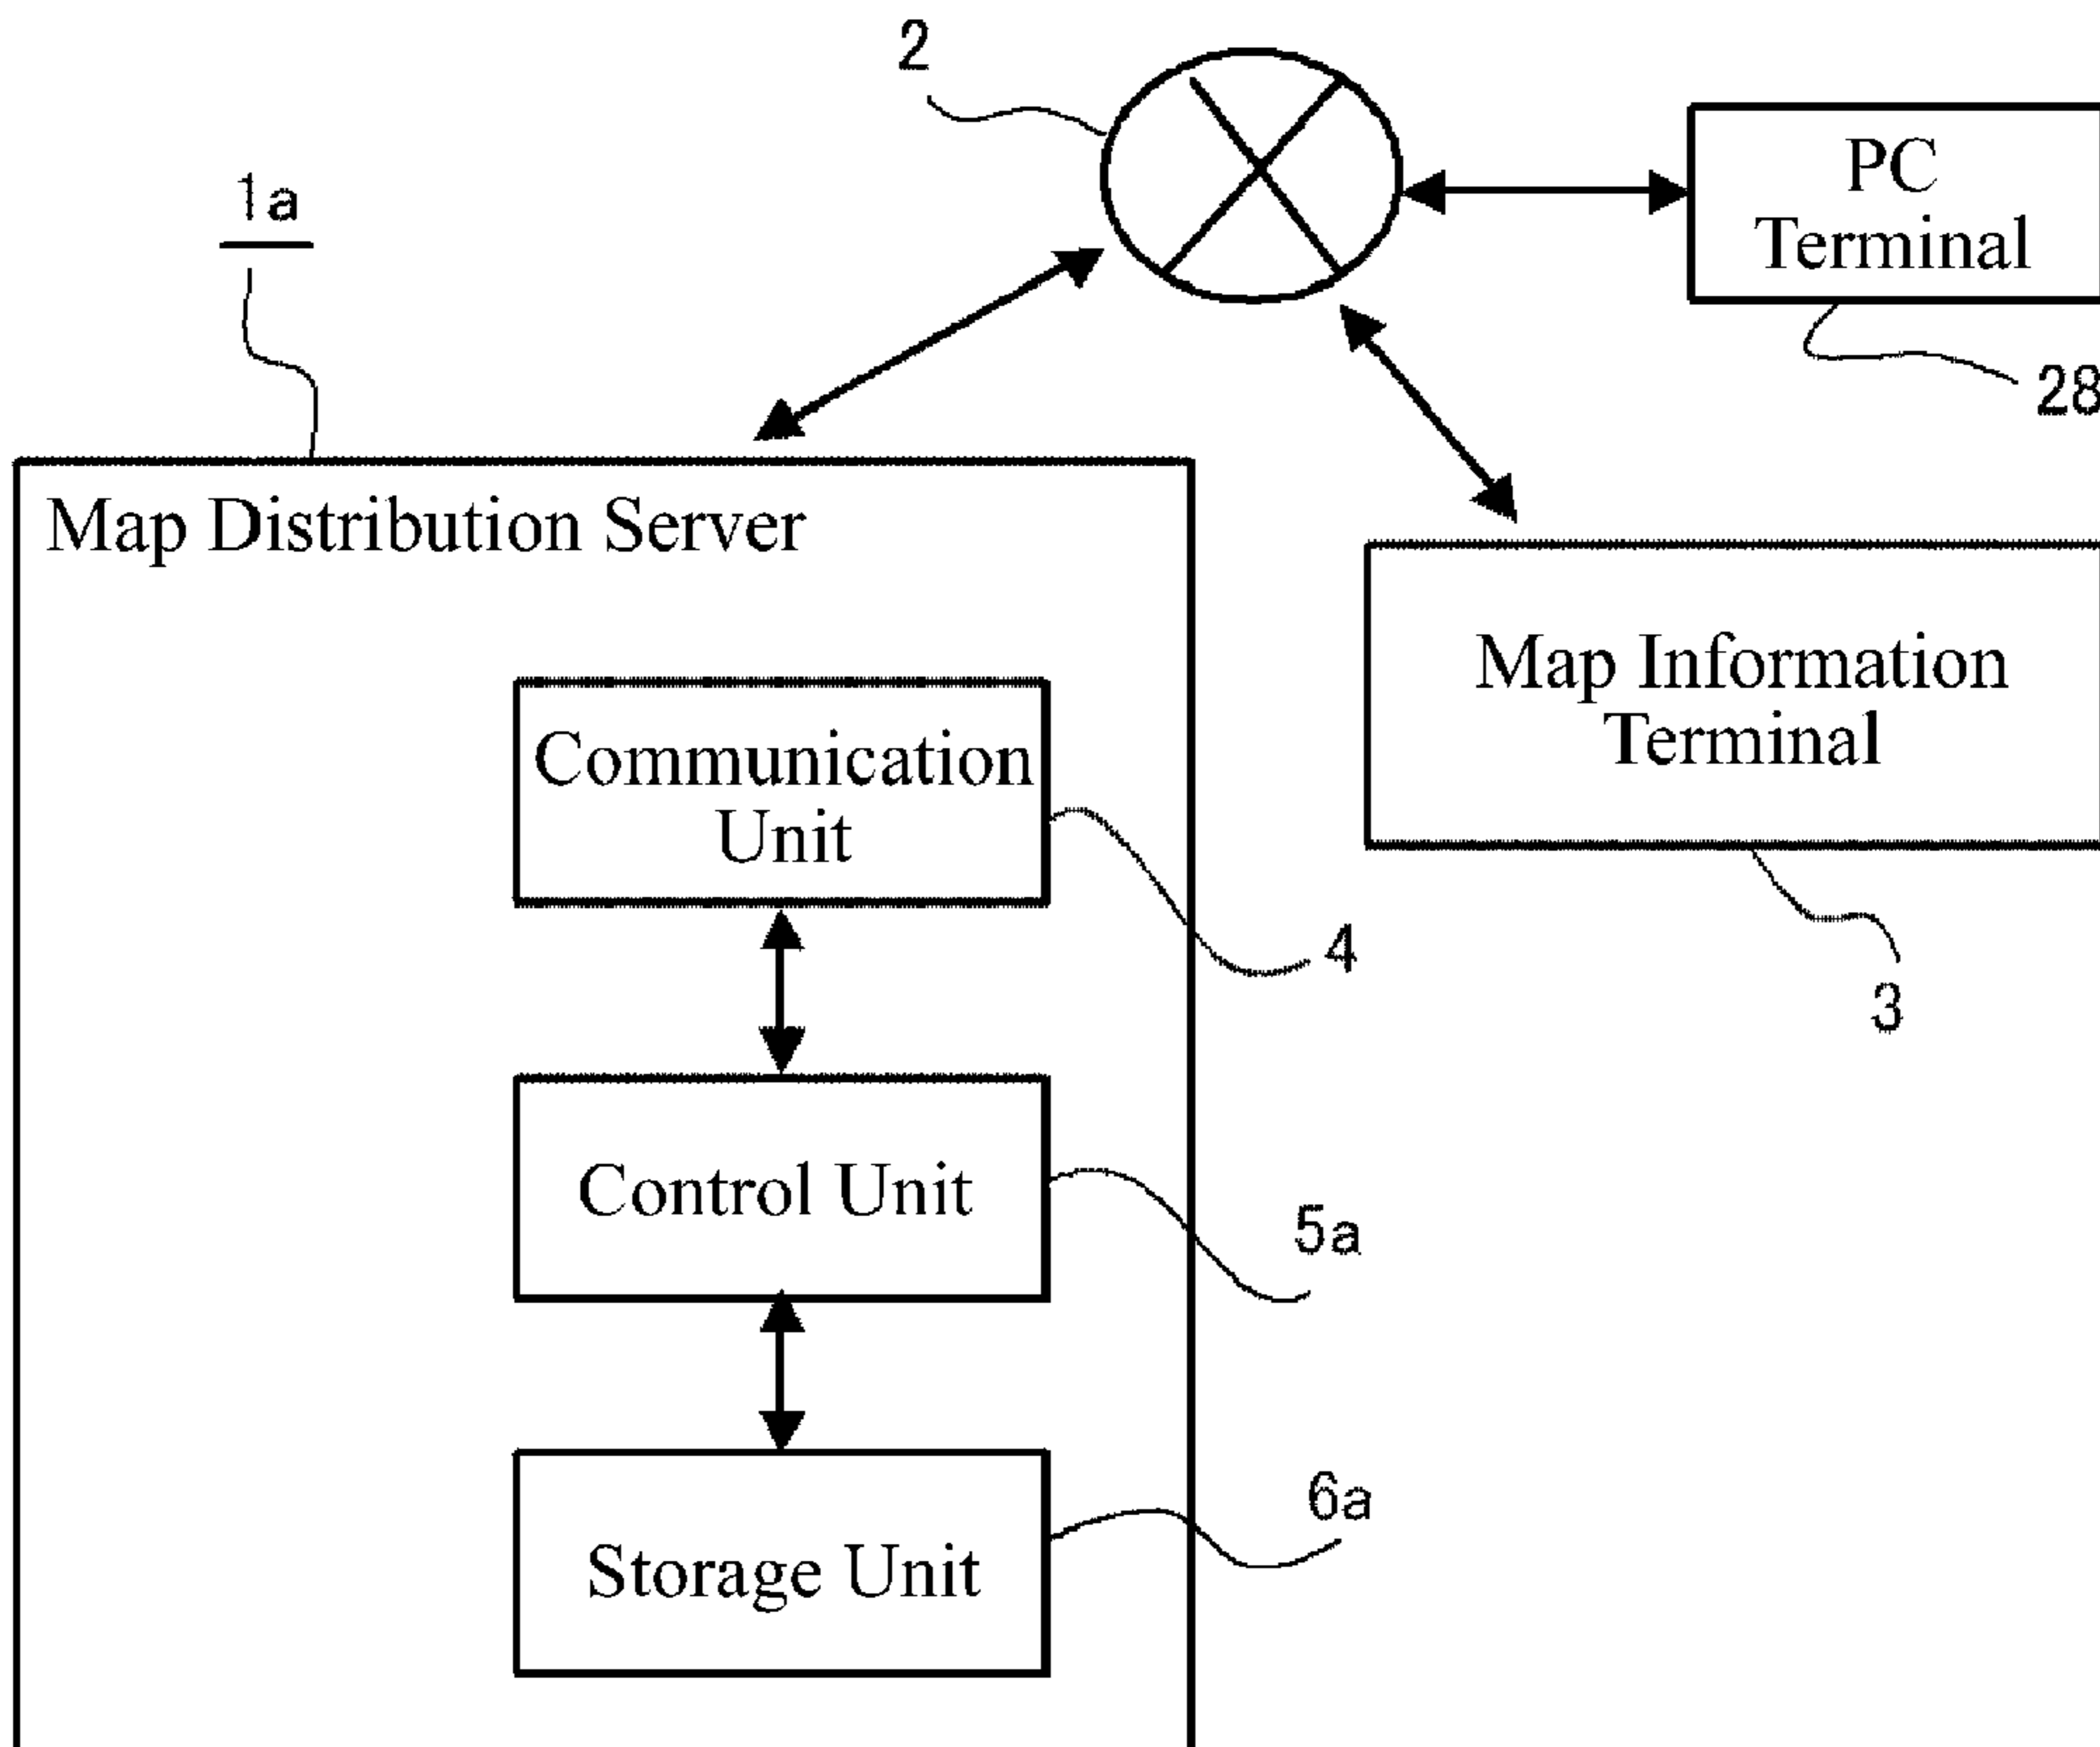 2
1a
PC
Terminal
28
Map Distribution Server
Map Information
Terminal
Communication
Unit
4
3
Control Unit
5a
6a
Storage Unit